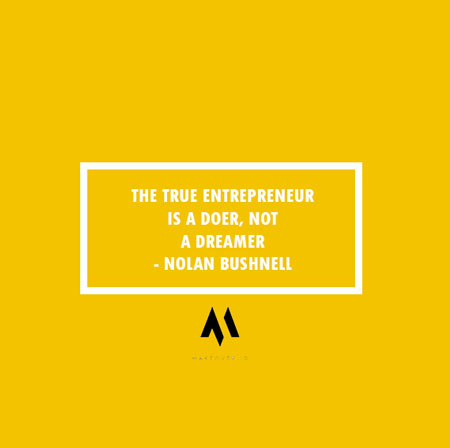 THE TRUE ENTREPRENEUR
IS A DOER, NOT
A DREAMER
- NOLAN BUSHNELL